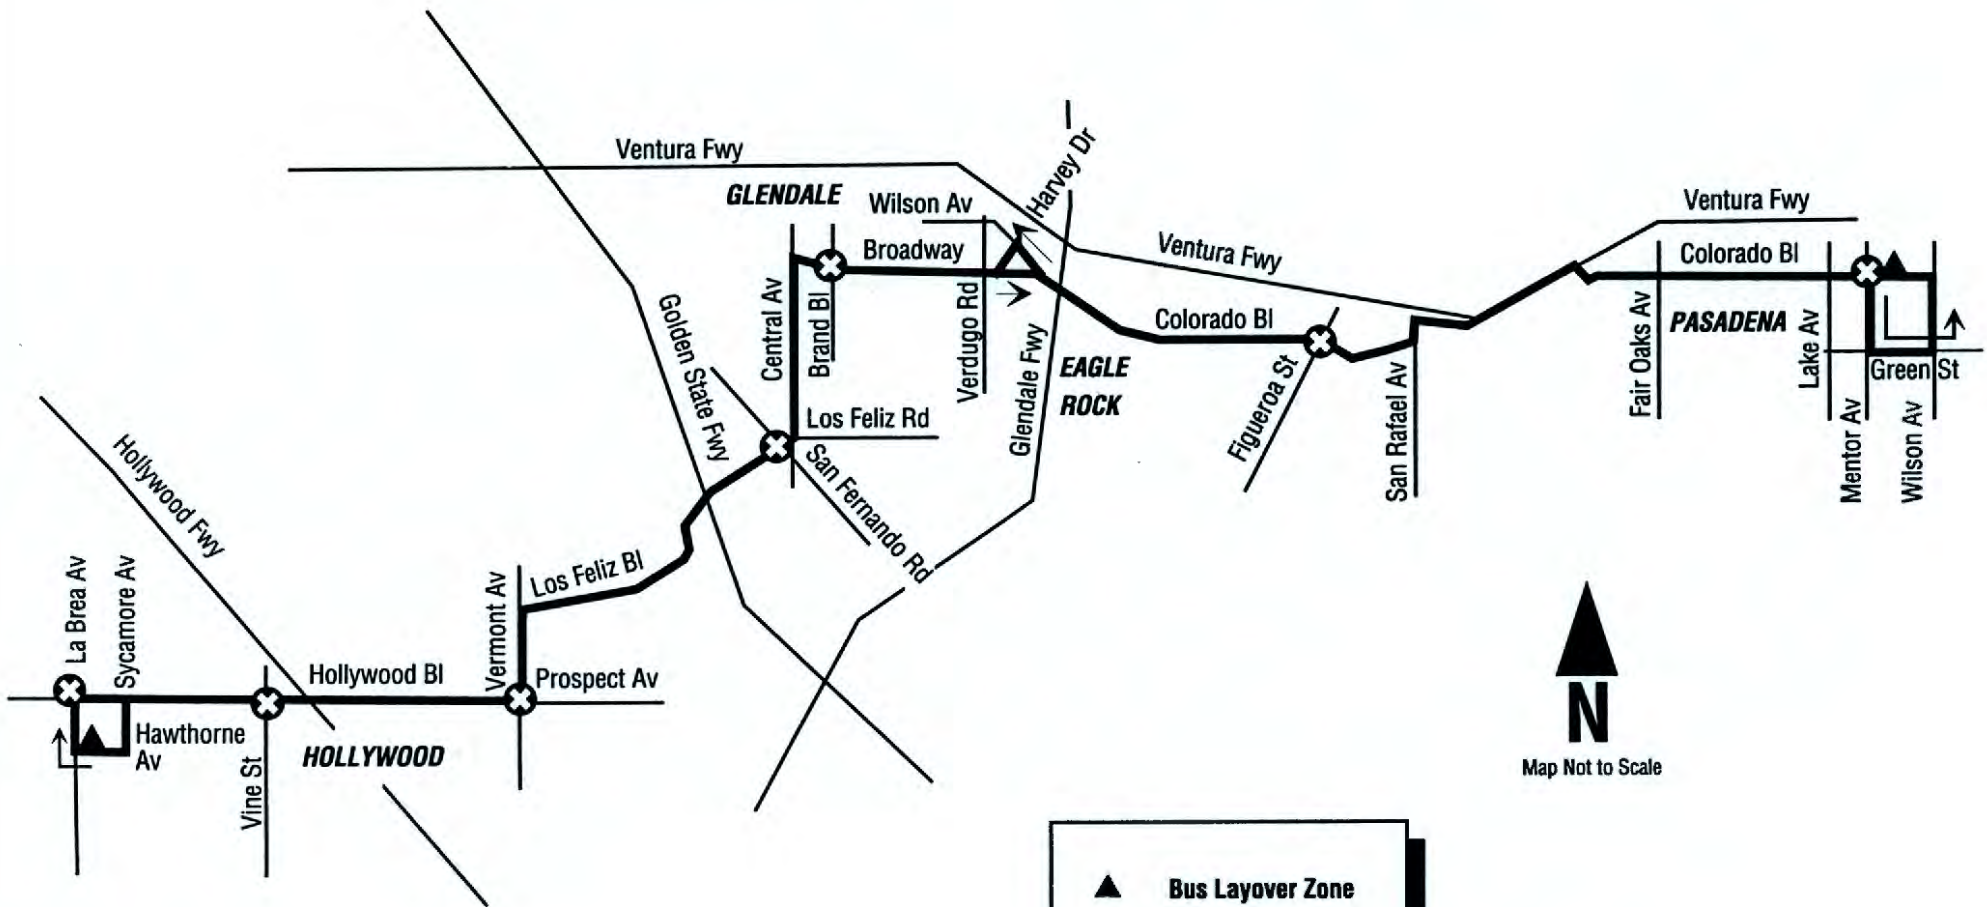 Ventura Fwy
GLENDALE
Wilson Av
Harvey Dr
Broadway
Ventura Fwy
Ventura Fwy
Colorado Bl
Central Av
Brand Bl
Verdugo Rd
Golden State Fwy
Glendale Fwy
EAGLE
ROCK
Colorado Bl
Figueroa St
San Rafael Av
Fair Oaks Av
PASADENA
Lake Av
Green St
Mentor Av
Wilson Av
Los Feliz Rd
San Fernando Rd
Hollywood Fwy
Los Feliz Bl
La Brea Av
Sycamore Av
Vermont Av
Hollywood Bl
Prospect Av
Hawthorne
Av
Vine St
HOLLYWOOD
N
Map Not to Scale
Bus Layover Zone